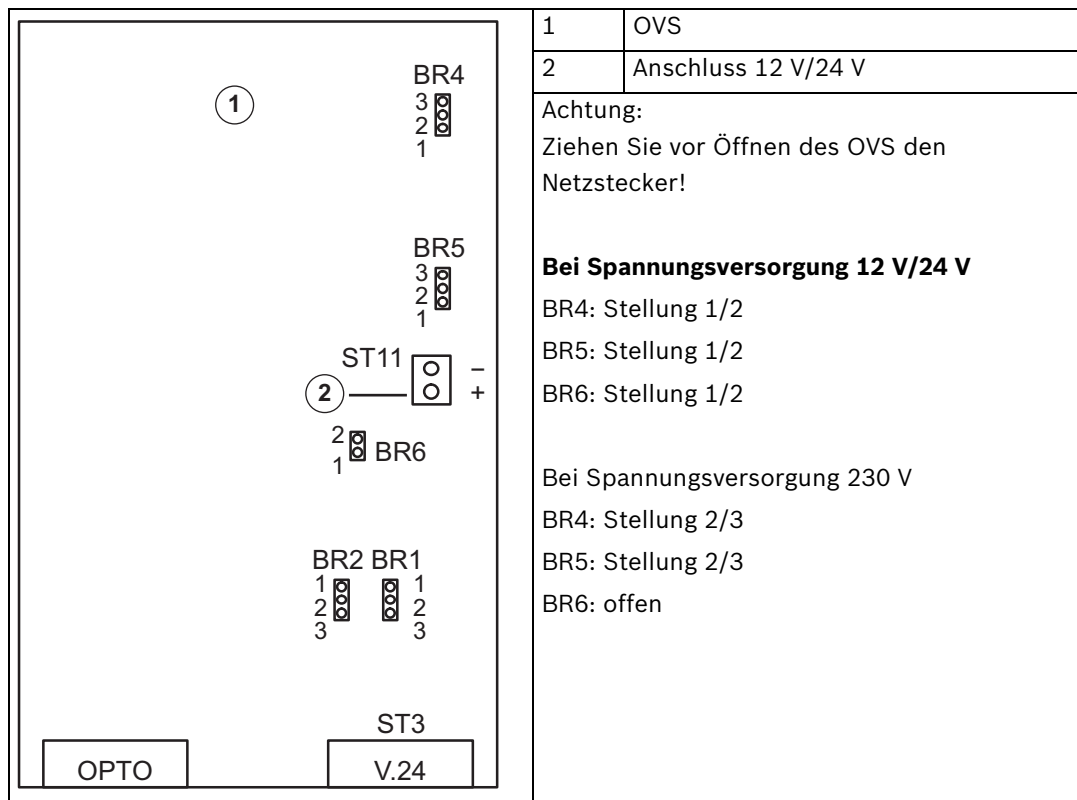 BR4
3
2
1
1
BR5
3
2
1
ST11
–
2
+
2
1
BR6
BR2 BR1
1 1
2 2
3 3
ST3
OPTO
V.24
1 OVS
2 Anschluss 12 V/24 V
Achtung:
Ziehen Sie vor Öffnen des OVS den
Netzstecker!
Bei Spannungsversorgung 12 V/24 V
BR4: Stellung 1/2
BR5: Stellung 1/2
BR6: Stellung 1/2
Bei Spannungsversorgung 230 V
BR4: Stellung 2/3
BR5: Stellung 2/3
BR6: offen